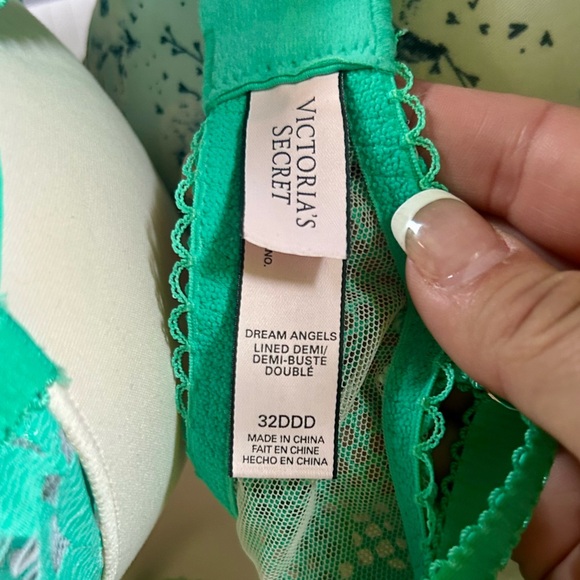 VICTORIA'S
SECRET
NO.
DREAM ANGELS
LINED DEMI/
DEMI-BUSTE
DOUBLÉ
32DDD
MADE IN CHINA
FAIT EN CHINE
HECHO EN CHINA